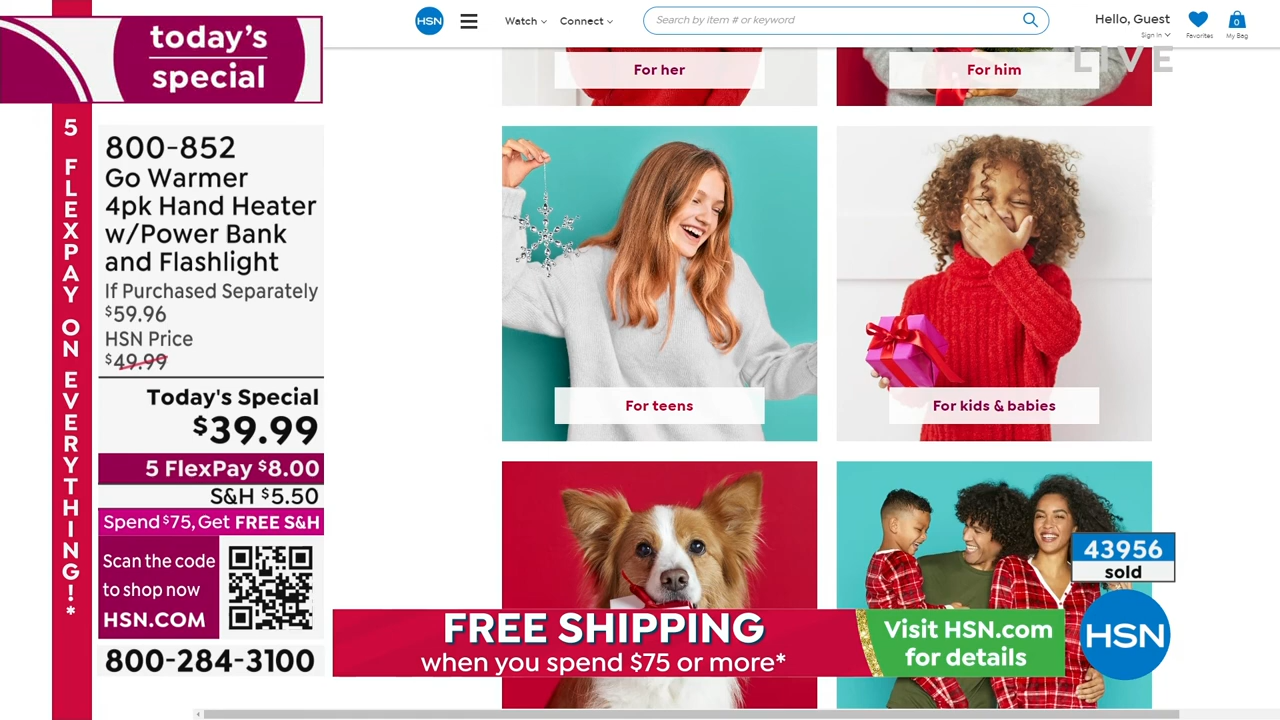 today's
special
5 FLEXPAY ON EVERYTHING!*
800-852
Go Warmer
4pk Hand Heater
w/Power Bank
and Flashlight
If Purchased Separately
$59.96
HSN Price
$49.99
Today's Special
$39.99
5 FlexPay $8.00
S&H $5.50
Spend $75, Get FREE S&H
Scan the code
to shop now
HSN.COM
800-284-3100
HSN
Watch
Connect
Search by item # or keyword
Hello, Guest
Sign in
Favorites
0
My Bag
LIVE
For her
For him
For teens
For kids & babies
43956
sold
FREE SHIPPING
when you spend $75 or more*
Visit HSN.com
for details
HSN